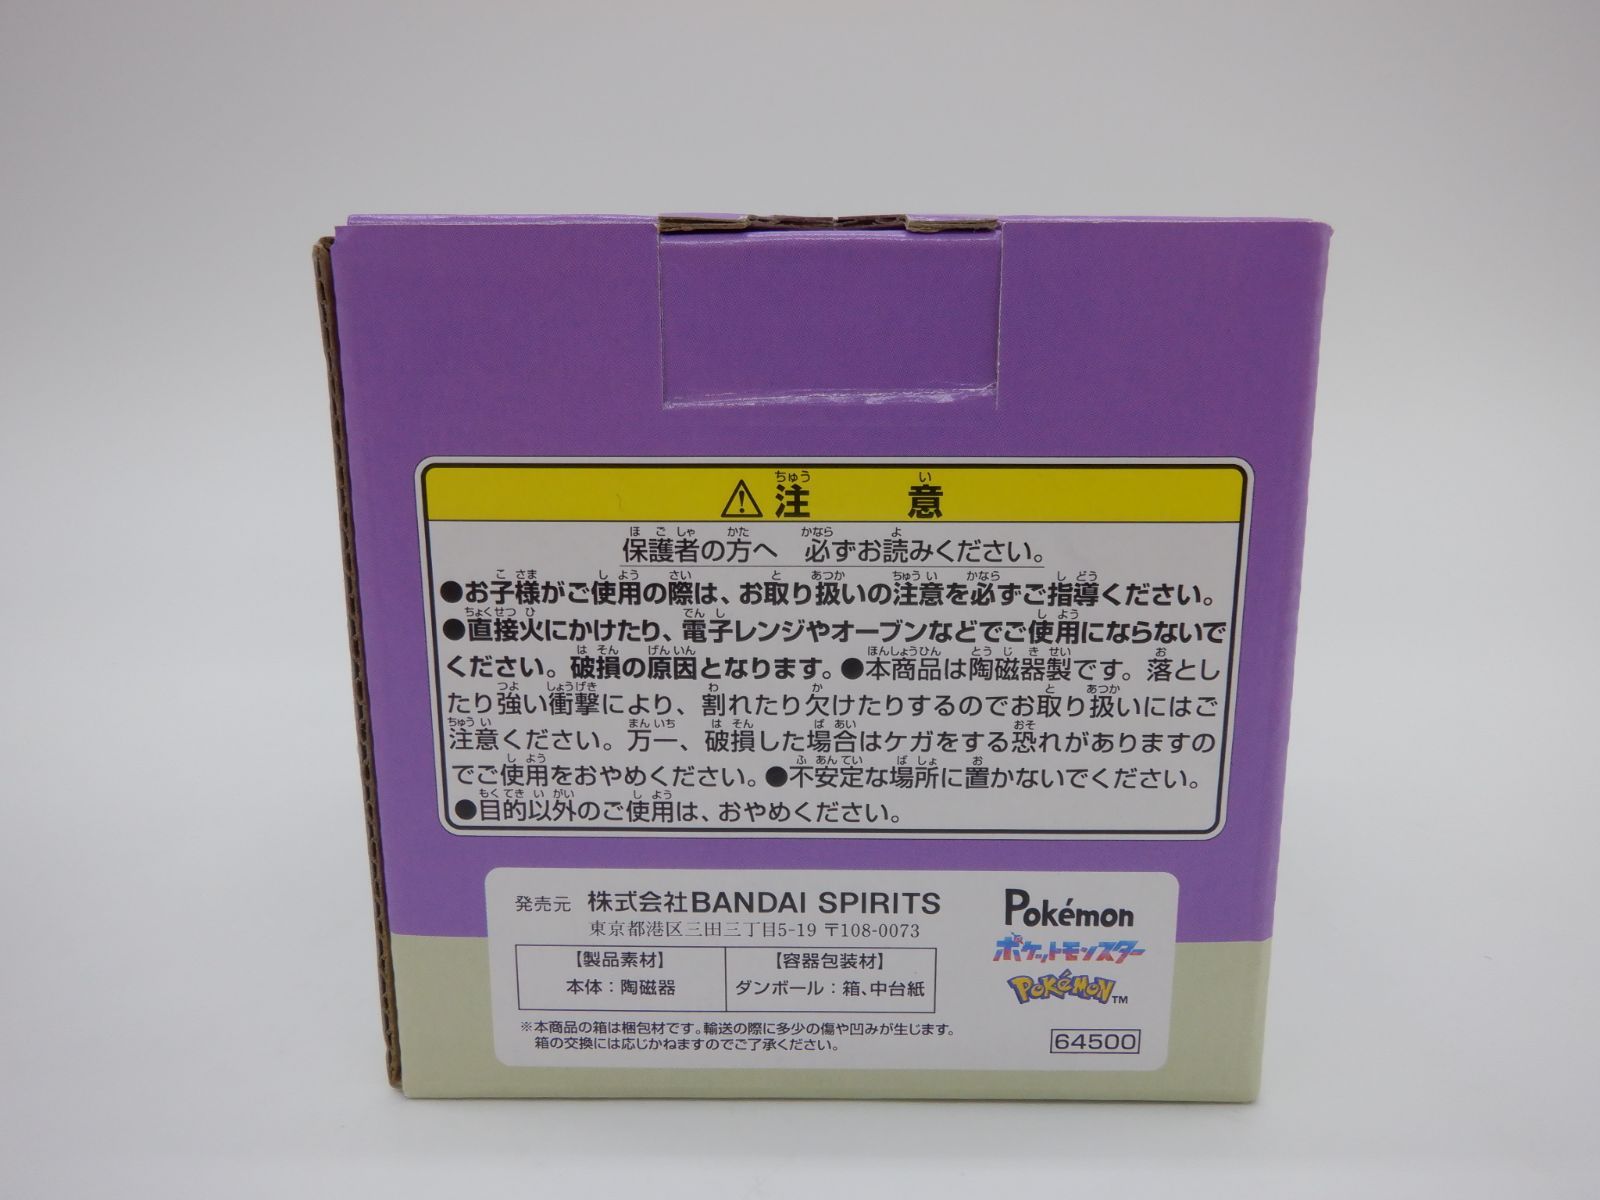 ⚠注意
保護者の方へ 必ずお読みください。
●お子様がご使用の際は、お取り扱いの注意を必ずご指導ください。
●直接火にかけたり、電子レンジやオーブンなどでご使用にならないで
ください。破損の原因となります。●本商品は陶磁器製です。落とし
たり強い衝撃により、割れたり欠けたりするのでお取り扱いにはご
注意ください。万一、破損した場合はケガをする恐れがありますの
でご使用をおやめください。●不安定な場所に置かないでください。
●目的以外のご使用は、おやめください。
発売元 株式会社BANDAI SPIRITS
東京都港区三田三丁目5-19 〒108-0073
【製品素材】
本体：陶磁器
【容器包装材】
ダンボール：箱、中台紙
※本商品の箱は梱包材です。輸送の際に多少の傷や凹みが生じます。
箱の交換には応じかねますのでご了承ください。
Pokémon
ポケットモンスター
POKéMON™
64500